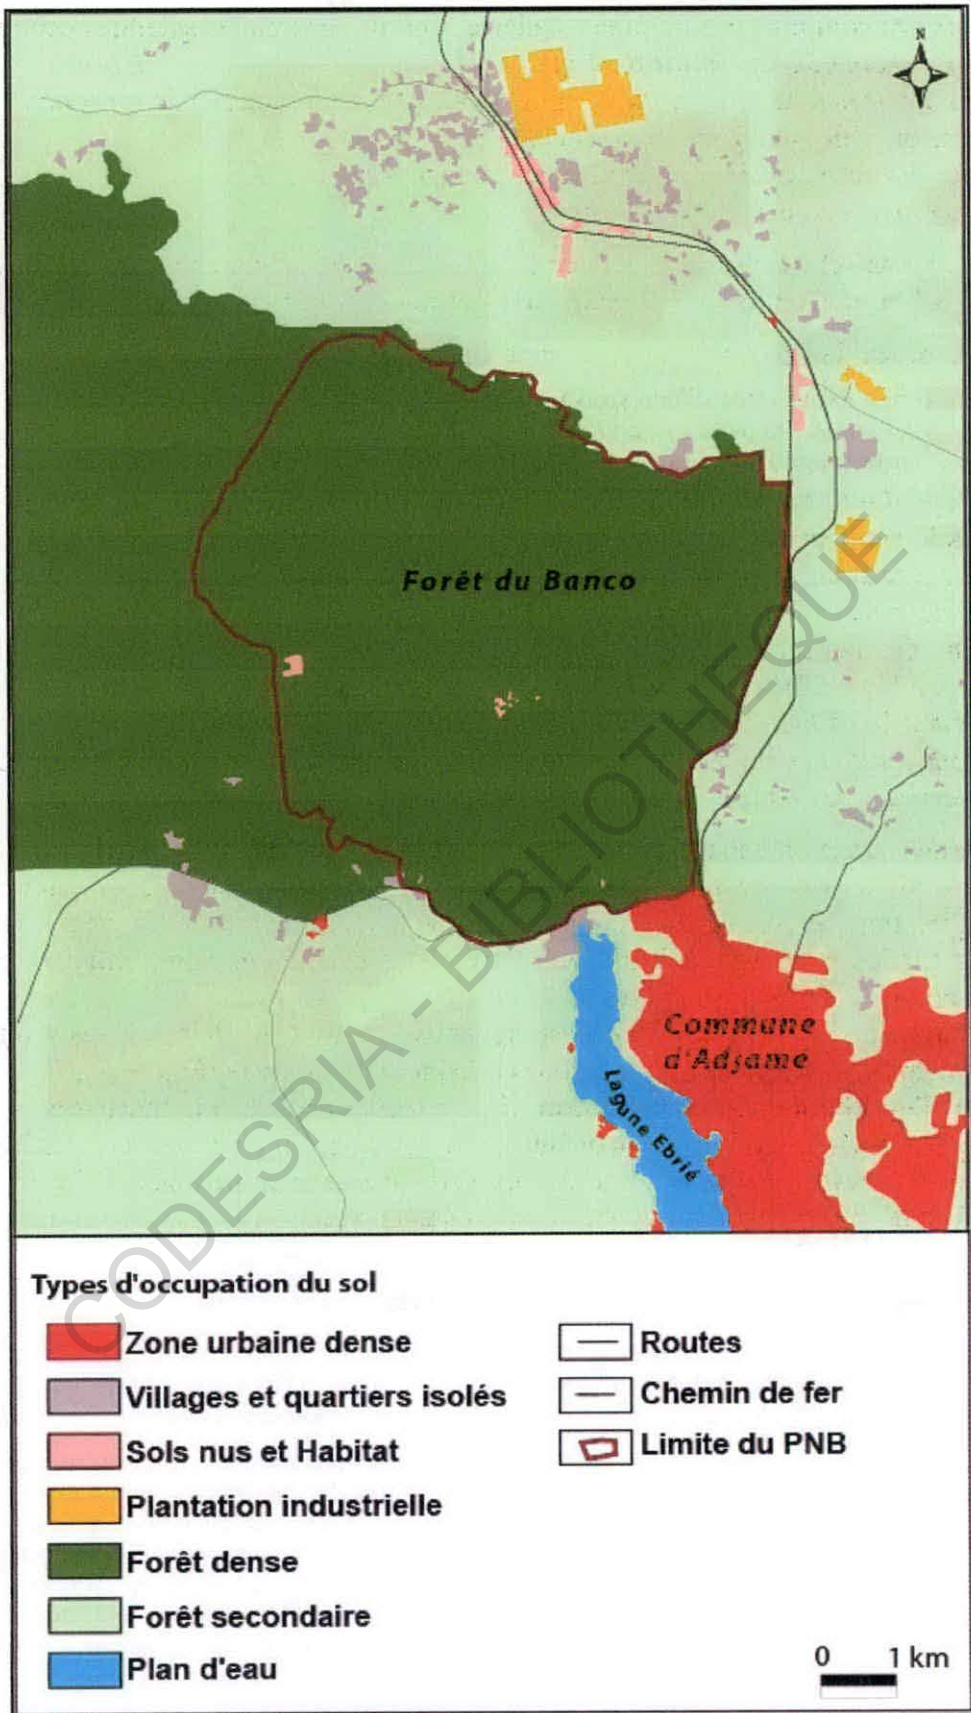 N
Forêt du Banco
Commune
d'Adjamé
Lagune Ebrié
CODESRIA - BIBLIOTHEQUE
Types d'occupation du sol
Zone urbaine dense
Villages et quartiers isolés
Sols nus et Habitat
Plantation industrielle
Forêt dense
Forêt secondaire
Plan d'eau
Routes
Chemin de fer
Limite du PNB
0 1 km